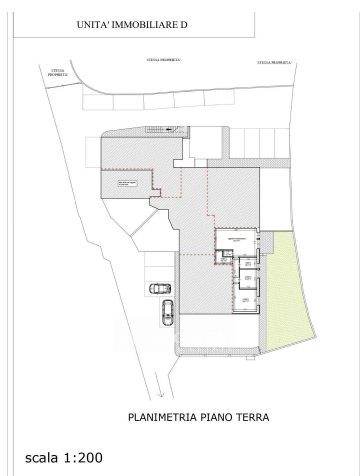 UNITA' IMMOBILIARE D
STESSA PROPRIETA'
STESSA
PROPRIETA'
STESSA PROPRIETA'
PLANIMETRIA PIANO TERRA
scala 1:200